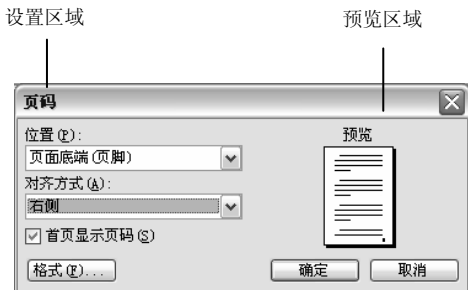 设置区域
预览区域
页码
位置(P):
预览
页面底端(页脚)
对齐方式(A):
右侧
首页显示页码(S)
格式(F)...
确定
取消